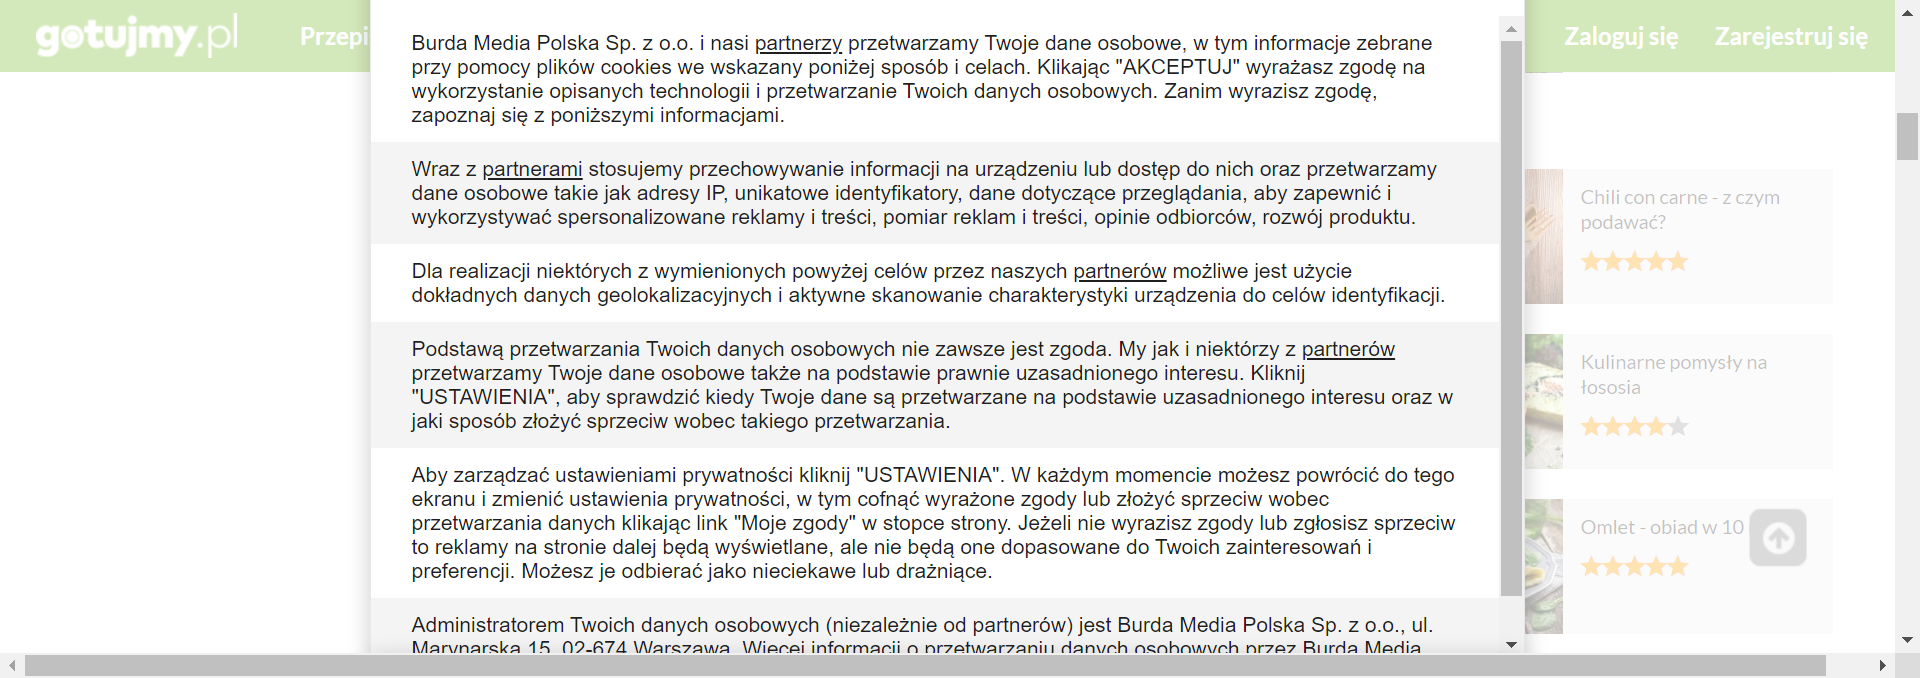 gotujmy.pl
Przepi
Zaloguj się
Zarejestruj się
Burda Media Polska Sp. z o.o. i nasi partnerzy przetwarzamy Twoje dane osobowe, w tym informacje zebrane
przy pomocy plików cookies we wskazany poniżej sposób i celach. Klikając "AKCEPTUJ" wyrażasz zgodę na
wykorzystanie opisanych technologii i przetwarzanie Twoich danych osobowych. Zanim wyrazisz zgodę,
zapoznaj się z poniższymi informacjami.
Wraz z partnerami stosujemy przechowywanie informacji na urządzeniu lub dostęp do nich oraz przetwarzamy
dane osobowe takie jak adresy IP, unikatowe identyfikatory, dane dotyczące przeglądania, aby zapewnić i
wykorzystywać spersonalizowane reklamy i treści, pomiar reklam i treści, opinie odbiorców, rozwój produktu.
Dla realizacji niektórych z wymienionych powyżej celów przez naszych partnerów możliwe jest użycie
dokładnych danych geolokalizacyjnych i aktywne skanowanie charakterystyki urządzenia do celów identyfikacji.
Podstawą przetwarzania Twoich danych osobowych nie zawsze jest zgoda. My jak i niektórzy z partnerów
przetwarzamy Twoje dane osobowe także na podstawie prawnie uzasadnionego interesu. Kliknij
"USTAWIENIA", aby sprawdzić kiedy Twoje dane są przetwarzane na podstawie uzasadnionego interesu oraz w
jaki sposób złożyć sprzeciw wobec takiego przetwarzania.
Aby zarządzać ustawieniami prywatności kliknij "USTAWIENIA". W każdym momencie możesz powrócić do tego
ekranu i zmienić ustawienia prywatności, w tym cofnąć wyrażone zgody lub złożyć sprzeciw wobec
przetwarzania danych klikając link "Moje zgody" w stopce strony. Jeżeli nie wyrazisz zgody lub zgłosisz sprzeciw
to reklamy na stronie dalej będą wyświetlane, ale nie będą one dopasowane do Twoich zainteresowań i
preferencji. Możesz je odbierać jako nieciekawe lub drażniące.
Administratorem Twoich danych osobowych (niezależnie od partnerów) jest Burda Media Polska Sp. z o.o., ul.
Marynarska 15, 02-674 Warszawa. Więcej informacji o przetwarzaniu danych osobowych przez Burda Media
Chili con carne - z czym
podawać?
Kulinarne pomysły na
łososia
Omlet - obiad w 10